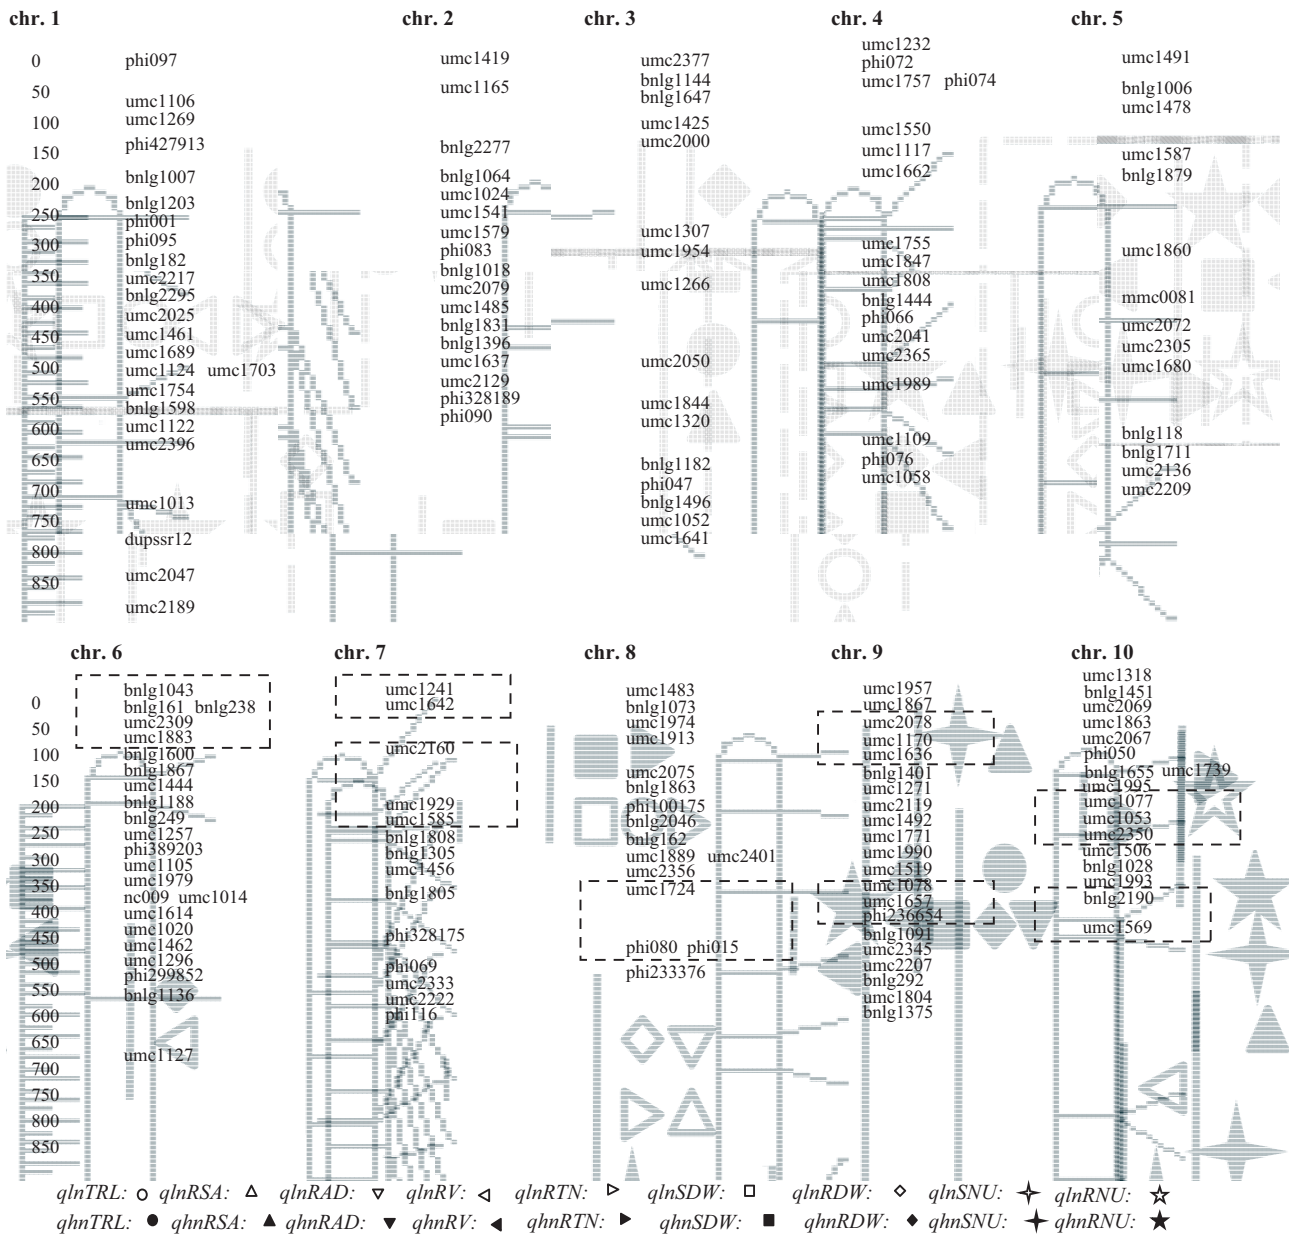 chr. 1
0
50
100
150
200
250
300
350
400
450
500
550
600
650
700
750
800
850
phi097
umc1106
umc1269
phi427913
bnlg1007
bnlg1203
phi001
phi095
bnlg182
umc2217
bnlg2295
umc2025
umc1461
umc1689
umc1124 umc1703
umc1754
bnlg1598
umc1122
umc2396
umc1013
dupssr12
umc2047
umc2189
chr. 2
umc1419
umc1165
bnlg2277
bnlg1064
umc1024
umc1541
umc1579
phi083
bnlg1018
umc2079
umc1485
bnlg1831
bnlg1396
umc1637
umc2129
phi328189
phi090
chr. 3
umc2377
bnlg1144
bnlg1647
umc1425
umc2000
umc1307
umc1954
umc1266
umc2050
umc1844
umc1320
bnlg1182
phi047
bnlg1496
umc1052
umc1641
chr. 4
umc1232
phi072
umc1757 phi074
umc1550
umc1117
umc1662
umc1755
umc1847
umc1808
bnlg1444
phi066
umc2041
umc2365
umc1989
umc1109
phi076
umc1058
chr. 5
umc1491
bnlg1006
umc1478
umc1587
bnlg1879
umc1860
mmc0081
umc2072
umc2305
umc1680
bnlg118
bnlg1711
umc2136
umc2209
chr. 6
0
50
100
150
200
250
300
350
400
450
500
550
600
650
700
750
800
850
bnlg1043
bnlg161 bnlg238
umc2309
umc1883
bnlg1600
bnlg1867
umc1444
bnlg1188
bnlg249
umc1257
phi389203
umc1105
umc1979
nc009 umc1014
umc1614
umc1020
umc1462
umc1296
phi299852
bnlg1136
umc1127
chr. 7
umc1241
umc1642
umc2160
umc1929
umc1585
bnlg1808
bnlg1305
umc1456
bnlg1805
phi328175
phi069
umc2333
umc2222
phi116
chr. 8
umc1483
bnlg1073
umc1974
umc1913
umc2075
bnlg1863
phi100175
bnlg2046
bnlg162
umc1889 umc2401
umc2356
umc1724
phi080 phi015
phi233376
chr. 9
umc1957
umc1867
umc2078
umc1170
umc1636
bnlg1401
umc1271
umc2119
umc1492
umc1771
umc1990
umc1519
umc1078
umc1657
phi236654
bnlg1091
umc2345
umc2207
bnlg292
umc1804
bnlg1375
chr. 10
umc1318
bnlg1451
umc2069
umc1863
umc2067
phi050
bnlg1655 umc1739
umc1995
umc1077
umc1053
umc2350
umc1506
bnlg1028
umc1993
bnlg2190
umc1569
qlnTRL: qlnRSA: qlnRAD: qlnRV: qlnRTN: qlnSDW: qlnRDW: qlnSNU: qlnRNU:
qhnTRL: qhnRSA: qhnRAD: qhnRV: qhnRTN: qhnSDW: qhnRDW: qhnSNU: qhnRNU: